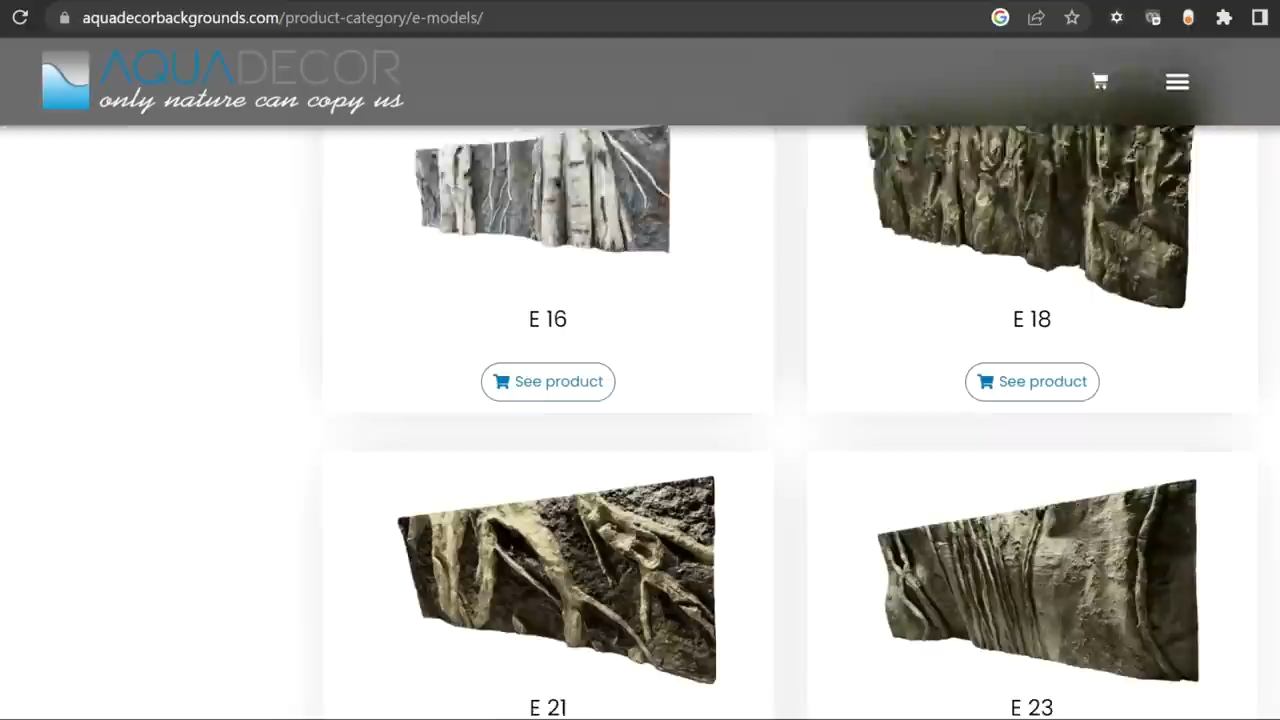 aquadecorbackgrounds.com/product-category/e-models/
AQUADECOR
only nature can copy us
E 16
E 18
See product
See product
E 21
E 23